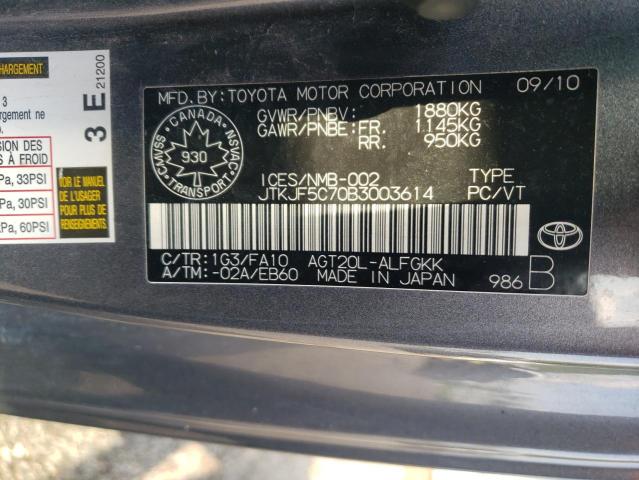 HARGEMENT
3
argement ne
o.
SION DES
À FROID
Pa, 33PSI
Pa, 30PSI
Pa, 60PSI
VOIR LE MANUEL
DE L'USAGER
POUR PLUS DE
RENSEIGNEMENTS
3 E
21200
MFD.BY:TOYOTA MOTOR CORPORATION 09/10
GVWR/PNBV: 1880KG
GAWR/PNBE:FR. 1145KG
RR. 950KG
CANADA
CMVSS NSVAC
930
TRANSPORT
ICES/NMB-002 TYPE
JTKJF5C70B3003614 PC/VT
C/TR:1G3/FA10 AGT20L-ALFGKK
A/TM:-02A/EB60 MADE IN JAPAN
986 B